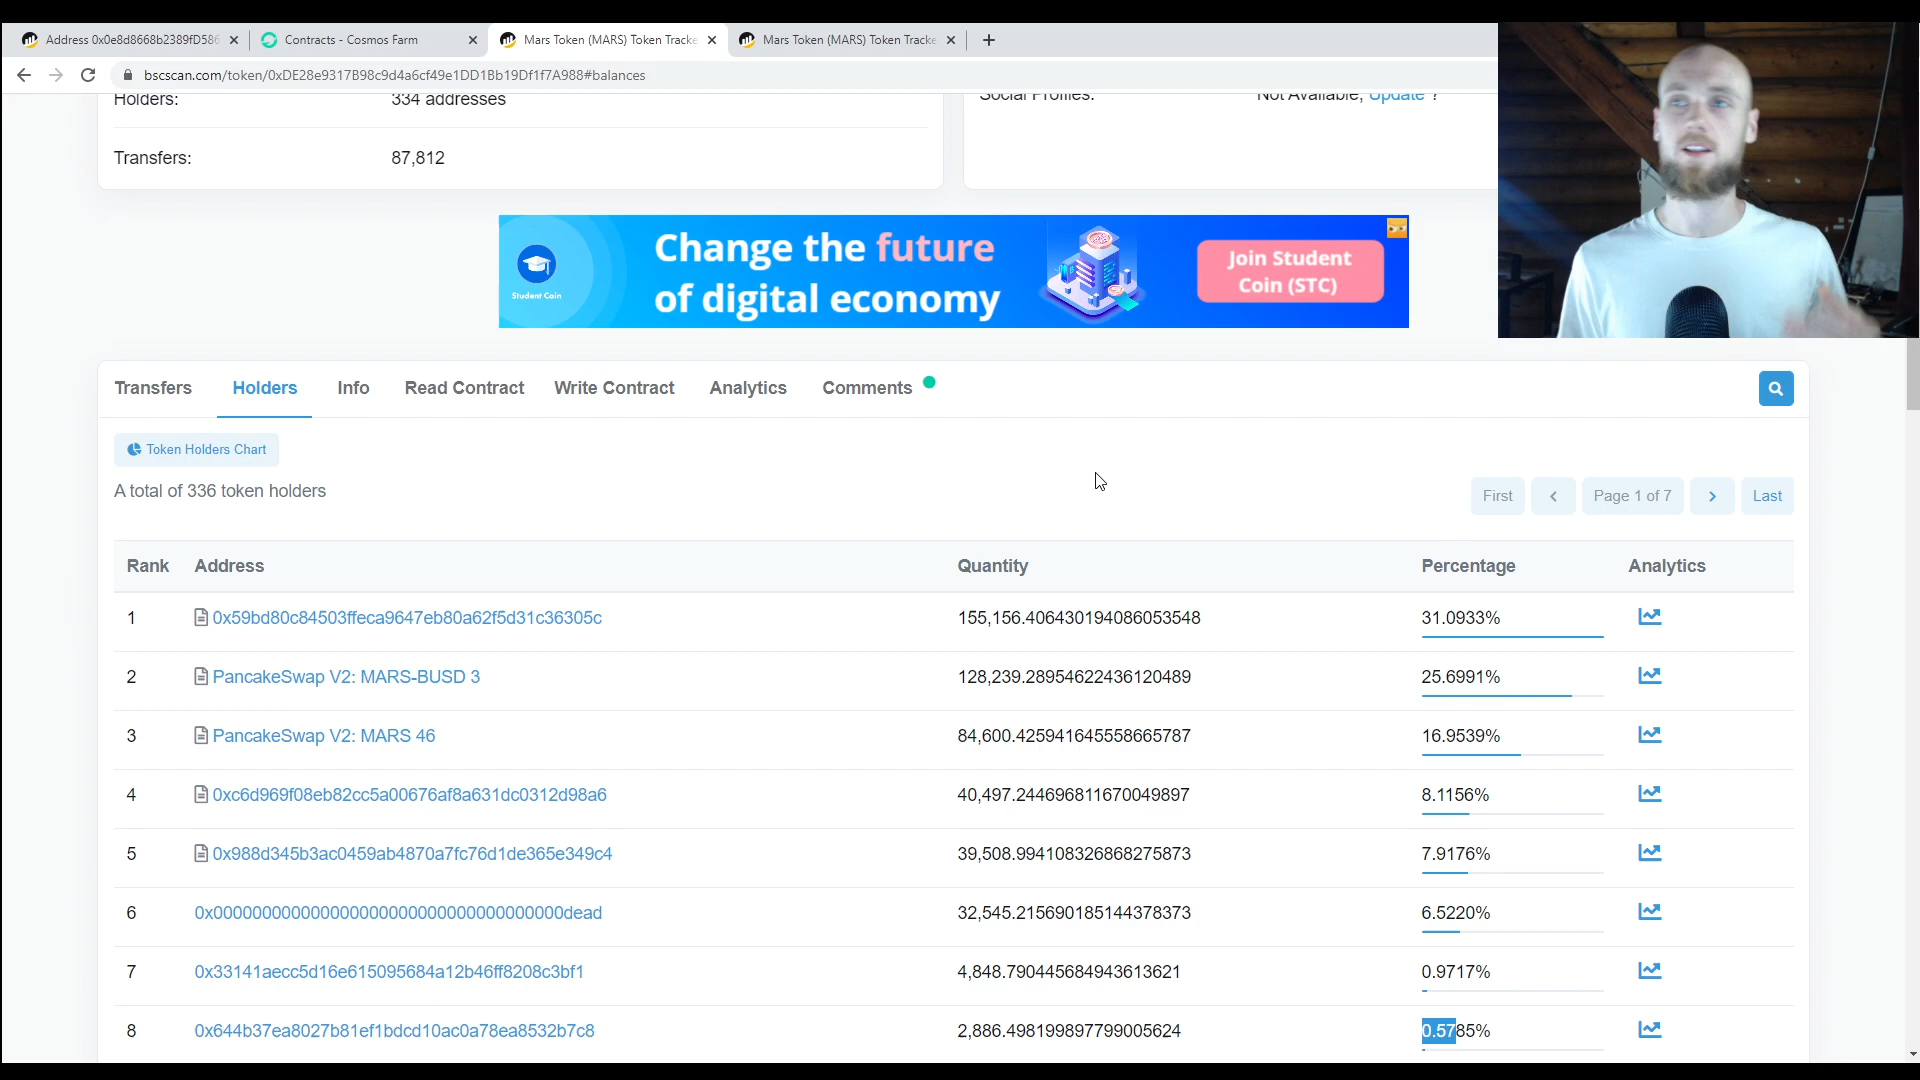 Address 0x0e8d8668b2389fD586
Contracts - Cosmos Farm
Mars Token (MARS) Token Tracke
Mars Token (MARS) Token Tracke
bscscan.com/token/0xDE28e9317B98c9d4a6cf49e1DD1Bb19Df1f7A988#balances
Holders: 334 addresses
Social Profiles: Not Available, Update ?
Transfers: 87,812
Student Coin
Change the future
of digital economy
Join Student
Coin (STC)
Transfers Holders Info Read Contract Write Contract Analytics Comments
Token Holders Chart
A total of 336 token holders
First < Page 1 of 7 > Last
Rank Address Quantity Percentage Analytics
1 0x59bd80c84503ffeca9647eb80a62f5d31c36305c 155,156.406430194086053548 31.0933%
2 PancakeSwap V2: MARS-BUSD 3 128,239.28954622436120489 25.6991%
3 PancakeSwap V2: MARS 46 84,600.425941645558665787 16.9539%
4 0xc6d969f08eb82cc5a00676af8a631dc0312d98a6 40,497.244696811670049897 8.1156%
5 0x988d345b3ac0459ab4870a7fc76d1de365e349c4 39,508.994108326868275873 7.9176%
6 0x000000000000000000000000000000000000dead 32,545.215690185144378373 6.5220%
7 0x33141aecc5d16e615095684a12b46ff8208c3bf1 4,848.790445684943613621 0.9717%
8 0x644b37ea8027b81ef1bdcd10ac0a78ea8532b7c8 2,886.498199897799005624 0.5785%